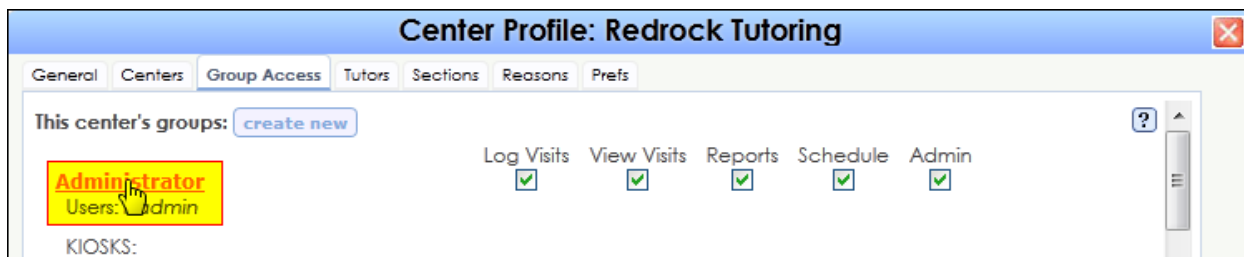 Center Profile: Redrock Tutoring
General Centers Group Access Tutors Sections Reasons Prefs
This center's groups: create new ?
Log Visits View Visits Reports Schedule Admin
Administrator
Users: admin
KIOSKS: